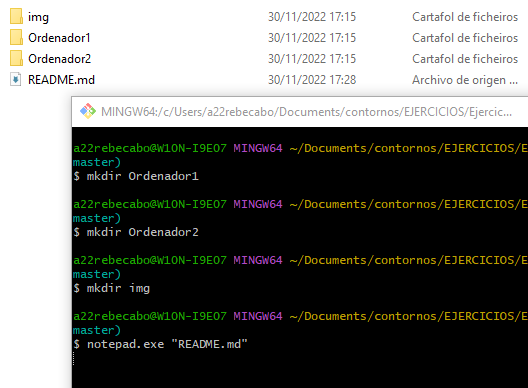 img 30/11/2022 17:15 Cartafol de ficheiros
Ordenador1 30/11/2022 17:15 Cartafol de ficheiros
Ordenador2 30/11/2022 17:15 Cartafol de ficheiros
README.md 30/11/2022 17:28 Archivo de origen ...
MINGW64:/c/Users/a22rebecabo/Documents/contornos/EJERCICIOS/Ejercic...
a22rebecabo@W10N-I9E07 MINGW64 ~/Documents/contornos/EJERCICIOS/E
master)
$ mkdir Ordenador1
a22rebecabo@W10N-I9E07 MINGW64 ~/Documents/contornos/EJERCICIOS/E
master)
$ mkdir Ordenador2
a22rebecabo@W10N-I9E07 MINGW64 ~/Documents/contornos/EJERCICIOS/E
master)
$ mkdir img
a22rebecabo@W10N-I9E07 MINGW64 ~/Documents/contornos/EJERCICIOS/E
master)
$ notepad.exe "README.md"